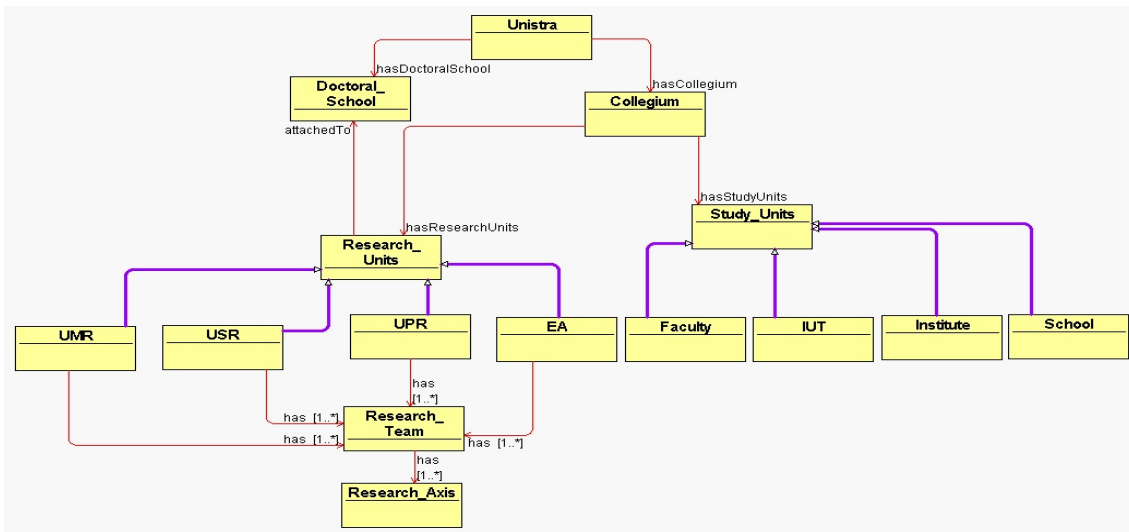 Unistra
hasDoctoralSchool
hasCollegium
Doctoral_
School
Collegium
attachedTo
hasStudyUnits
Study_Units
hasResearchUnits
Research_
Units
UMR
USR
UPR
EA
Faculty
IUT
Institute
School
has
[1..*]
has [1..*]
Research_
Team
has [1..*]
has [1..*]
has
[1..*]
Research_Axis